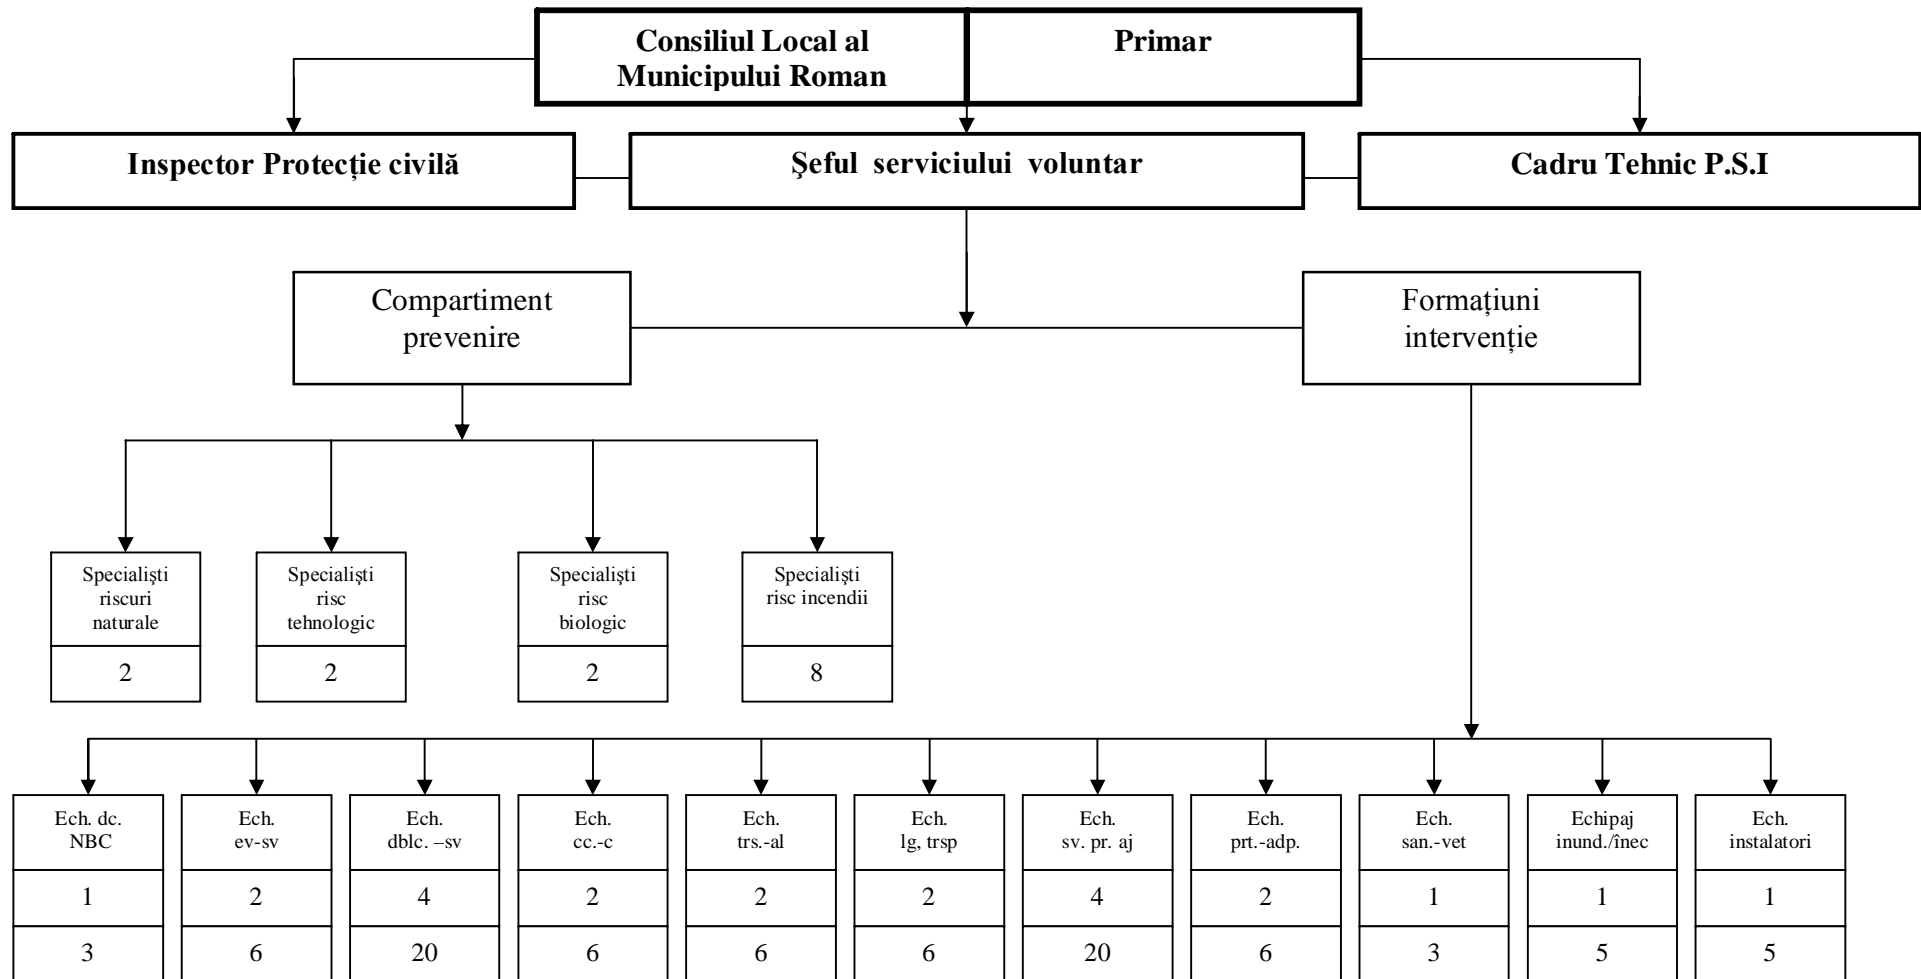 Consiliul Local al
Municipului Roman
Primar
Inspector Protecție civilă
Şeful serviciului voluntar
Cadru Tehnic P.S.I
Compartiment
prevenire
Formațiuni
intervenție
Specialişti
riscuri
naturale
2
Specialişti
risc
tehnologic
2
Specialişti
risc
biologic
2
Specialişti
risc incendii
8
Ech. dc.
NBC
1
3
Ech.
ev-sv
2
6
Ech.
dblc. –sv
4
20
Ech.
cc.-c
2
6
Ech.
trs.-al
2
6
Ech.
lg, trsp
2
6
Ech.
sv. pr. aj
4
20
Ech.
prt.-adp.
2
6
Ech.
san.-vet
1
3
Echipaj
inund./înec
1
5
Ech.
instalatori
1
5